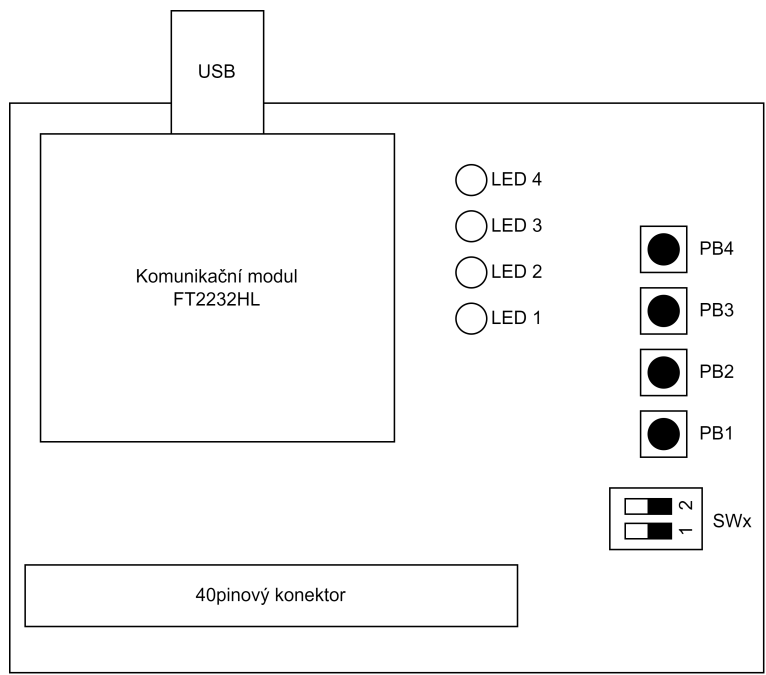 USB
LED 4
LED 3
LED 2
LED 1
Komunikační modul
FT2232HL
PB4
PB3
PB2
PB1
2
1
SWx
40pinový konektor